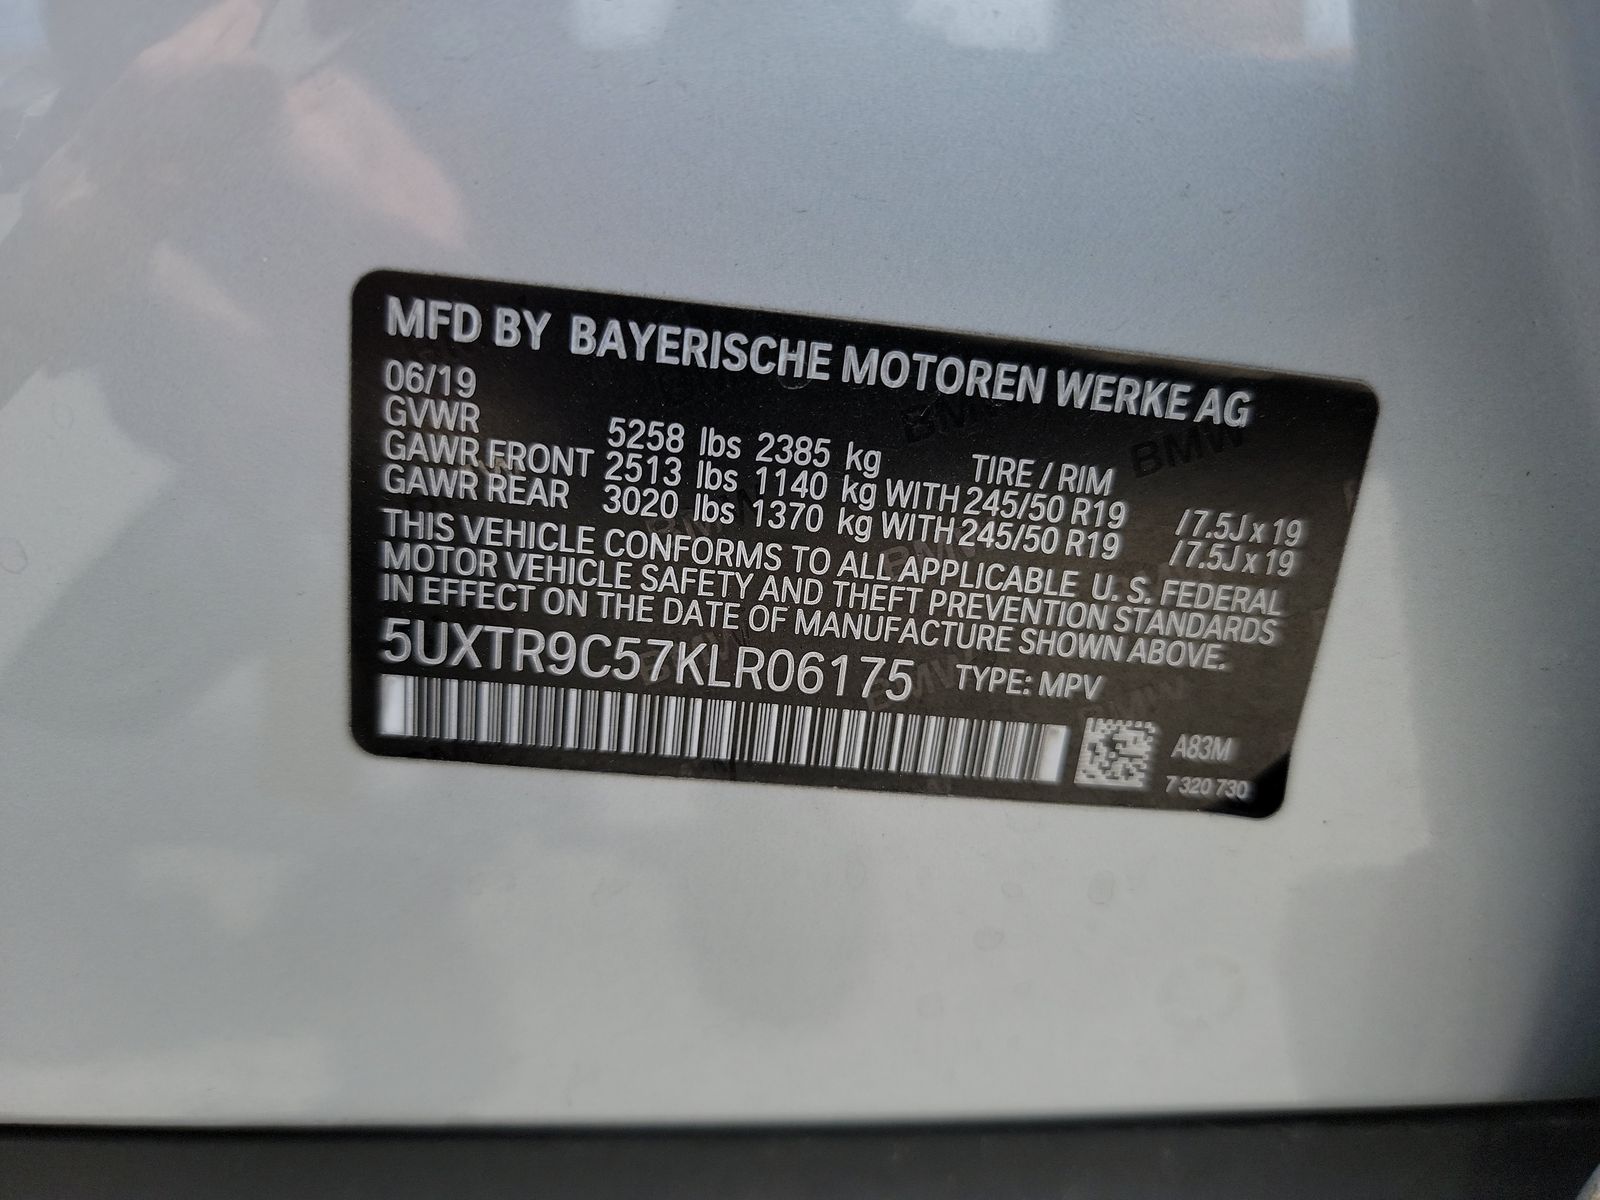 MFD BY BAYERISCHE MOTOREN WERKE AG
06/19
GVWR 5258 lbs 2385 kg TIRE / RIM
GAWR FRONT 2513 lbs 1140 kg WITH 245/50 R19 / 7.5J x 19
GAWR REAR 3020 lbs 1370 kg WITH 245/50 R19 / 7.5J x 19
THIS VEHICLE CONFORMS TO ALL APPLICABLE U. S. FEDERAL
MOTOR VEHICLE SAFETY AND THEFT PREVENTION STANDARDS
IN EFFECT ON THE DATE OF MANUFACTURE SHOWN ABOVE.
5UXTR9C57KLR06175 TYPE: MPV
A83M
7 320 730